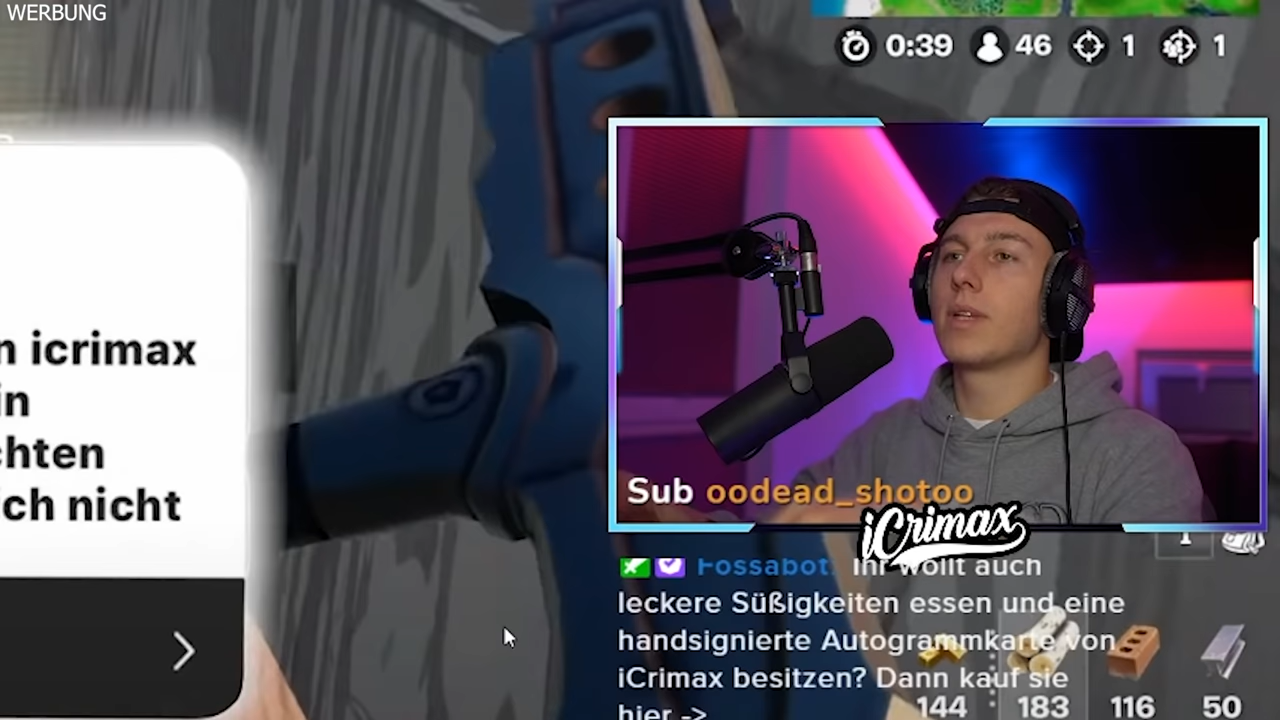 WERBUNG
0:39 46 1 1
n icrimax
in
chten
ich nicht
Sub oodead_shotoo
iCrimax
Fossabot: Ihr wollt auch
leckere Süßigkeiten essen und eine
handsignierte Autogrammkarte von
iCrimax besitzen? Dann kauf sie
hier ->
144 183 116 50